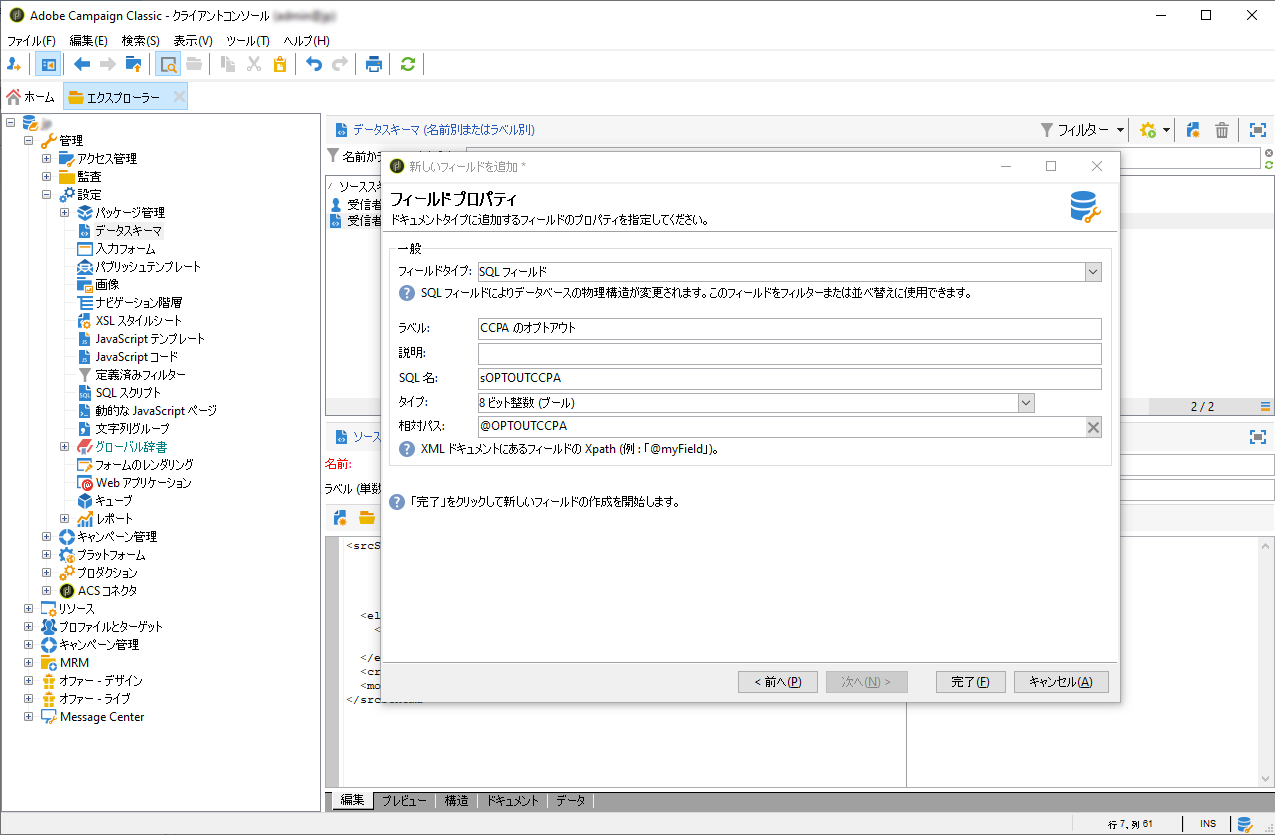 Adobe Campaign Classic - クライアントコンソール
ファイル(F) 編集(E) 検索(S) 表示(V) ツール(T) ヘルプ(H)
ホーム
エクスプローラー
管理
アクセス管理
監査
設定
パッケージ管理
データスキーマ
入力フォーム
パブリッシュテンプレート
画像
ナビゲーション階層
XSL スタイルシート
JavaScript テンプレート
JavaScript コード
定義済みフィルター
SQL スクリプト
動的な JavaScript ページ
文字列グループ
グローバル辞書
フォームのレンダリング
Web アプリケーション
キューブ
レポート
キャンペーン管理
プラットフォーム
プロダクション
ACS コネクタ
リソース
プロファイルとターゲット
キャンペーン管理
MRM
オファー - デザイン
オファー - ライブ
Message Center
データスキーマ (名前別またはラベル別)
フィルター
名前か
ソースス
受信者
受信者
2 / 2
ソース
名前:
ラベル (単数
<srcS
<el
<
</e
<cr
<mo
</src
新しいフィールドを追加 *
フィールドプロパティ
ドキュメントタイプに追加するフィールドのプロパティを指定してください。
一般
フィールドタイプ: SQL フィールド
SQL フィールドによりデータベースの物理構造が変更されます。このフィールドをフィルターまたは並べ替えに使用できます。
ラベル: CCPA のオプトアウト
説明:
SQL 名: sOPTOUTCCPA
タイプ: 8 ビット整数 (ブール)
相対パス: @OPTOUTCCPA
XML ドキュメントにあるフィールドの Xpath (例 : 「@myField」)。
「完了」をクリックして新しいフィールドの作成を開始します。
< 前へ(P) 次へ(N) > 完了(F) キャンセル(A)
編集 プレビュー 構造 ドキュメント データ
行 7、列 61 INS